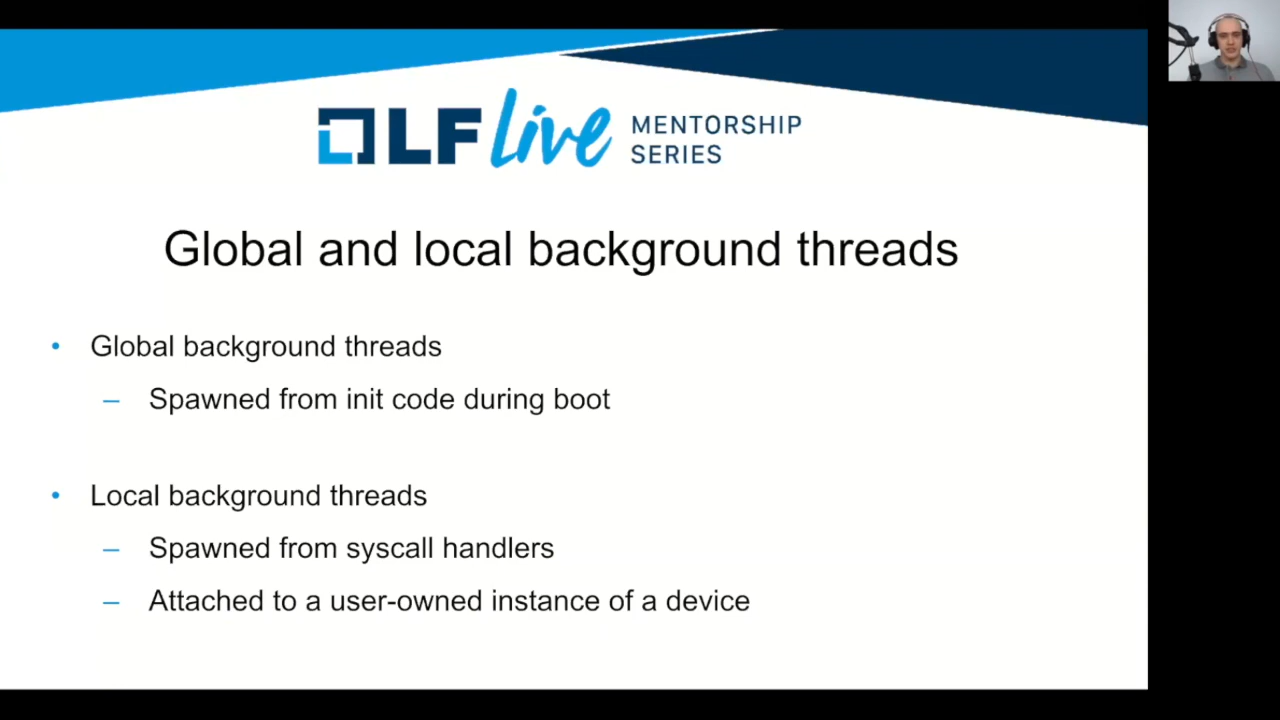 LF Live MENTORSHIP
SERIES
Global and local background threads
• Global background threads
– Spawned from init code during boot
• Local background threads
– Spawned from syscall handlers
– Attached to a user-owned instance of a device